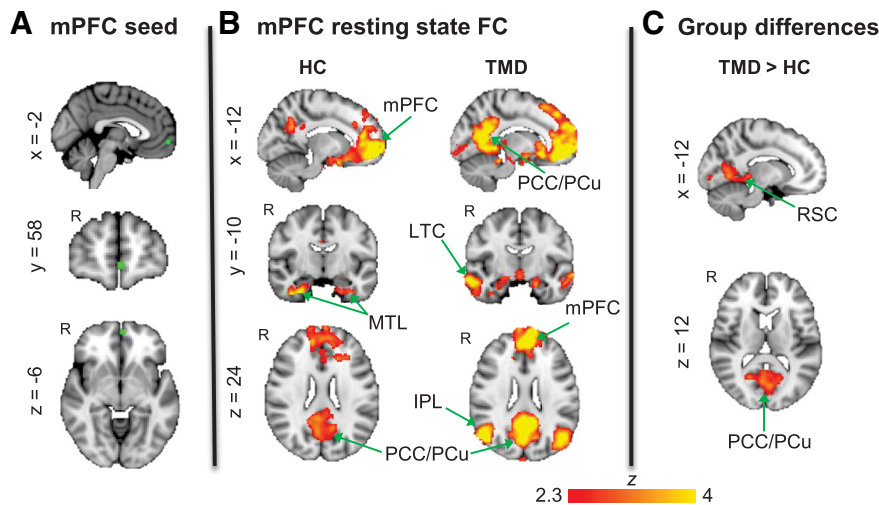 A mPFC seed
x = -2
R
y = 58
R
z = -6
B mPFC resting state FC
HC
TMD
x = -12
mPFC
PCC/PCu
R
R
y = -10
LTC
MTL
mPFC
R
R
z = 24
IPL
PCC/PCu
z
2.3
4
C Group differences
TMD > HC
x = -12
RSC
R
z = 12
PCC/PCu